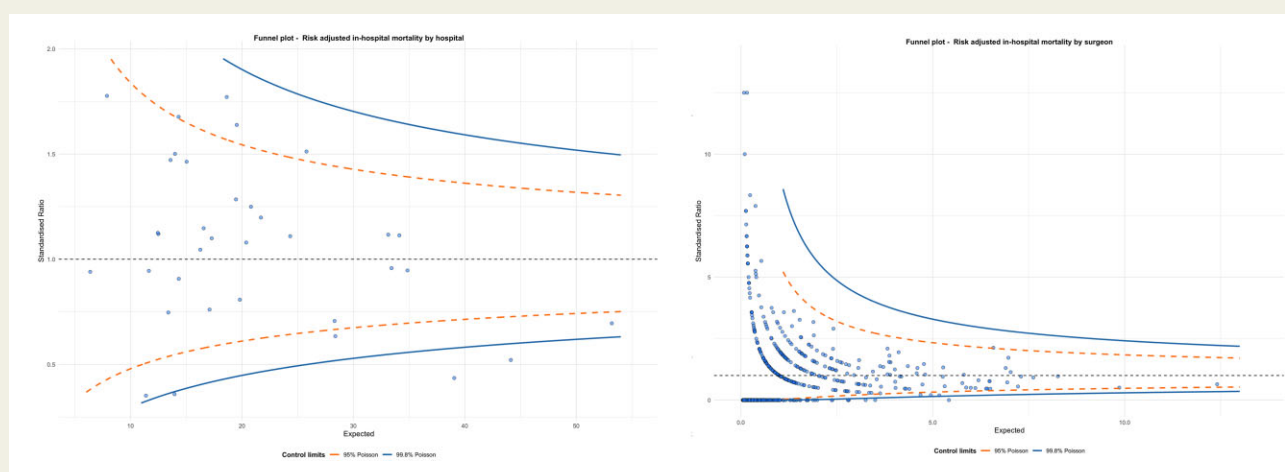 Funnel plot - Risk adjusted in-hospital mortality by hospital
2.0
1.5
1.0
0.5
Standardised Ratio
10 20 30 40 50
Expected
Control limits 95% Poisson 99.8% Poisson
Funnel plot - Risk adjusted in-hospital mortality by surgeon
10
5
0
Standardised Ratio
0.0 5.0 10.0
Expected
Control limits 95% Poisson 99.8% Poisson